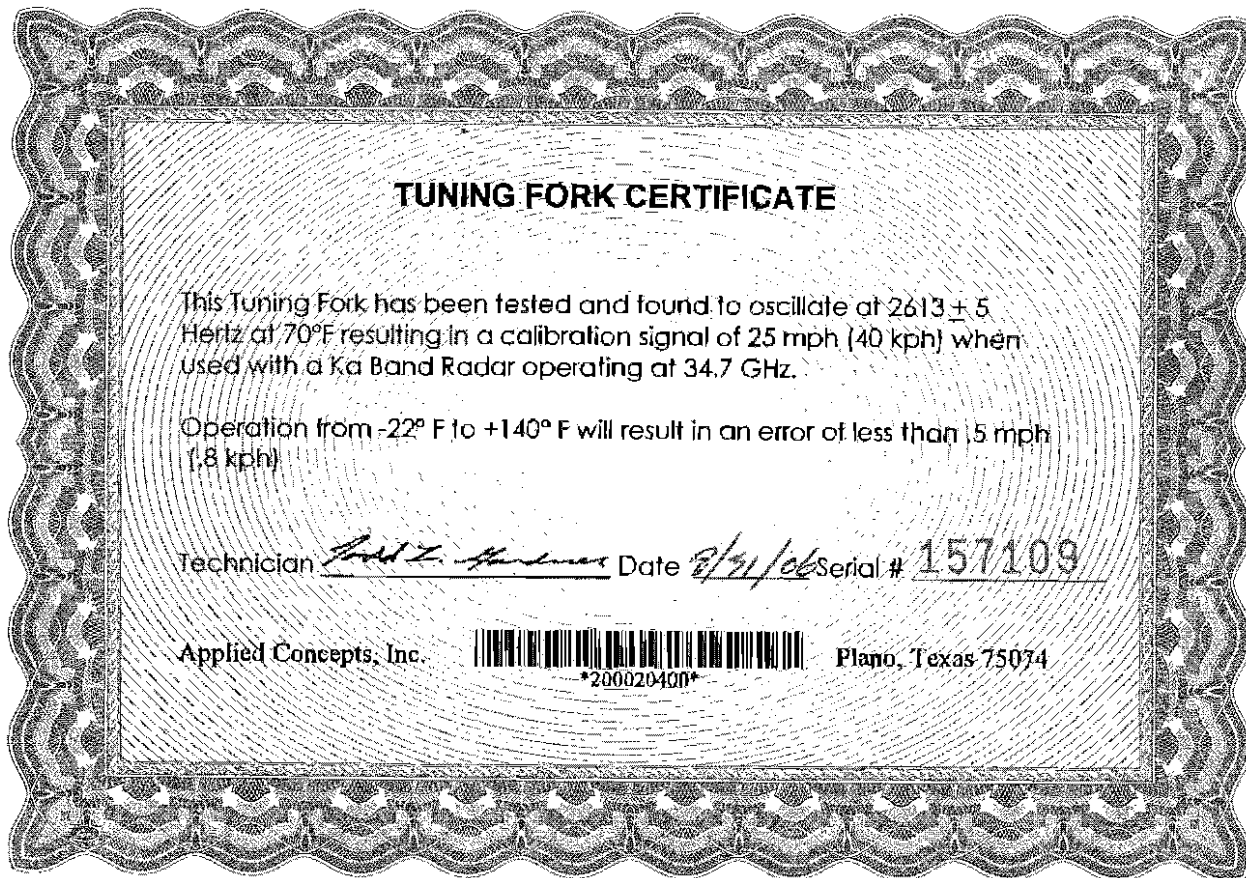 TUNING FORK CERTIFICATE
This Tuning Fork has been tested and found to oscillate at 2613 ± 5
Hertz at 70°F resulting in a calibration signal of 25 mph (40 kph) when
used with a Ka Band Radar operating at 34.7 GHz.
Operation from -22° F to +140° F will result in an error of less than .5 mph
(.8 kph)
Technician Todd L. Date /06 Serial # 157109
Applied Concepts, Inc. *200020400* Plano, Texas 75074